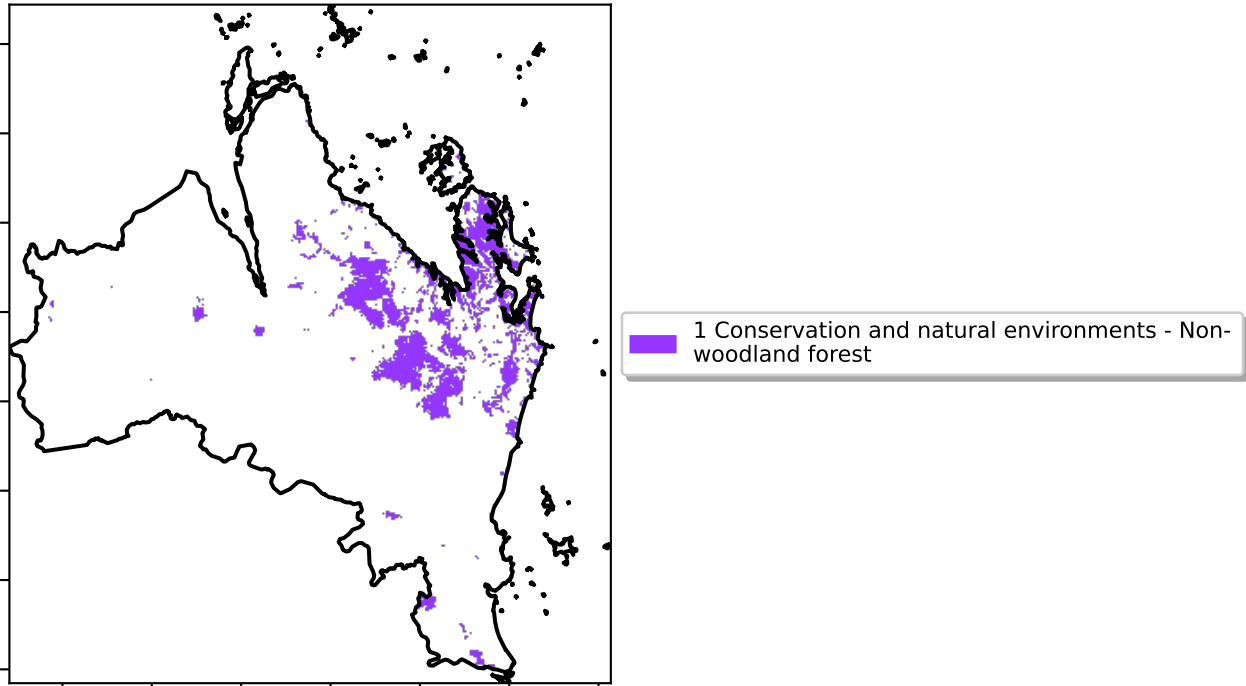 1 Conservation and natural environments - Non-
woodland forest